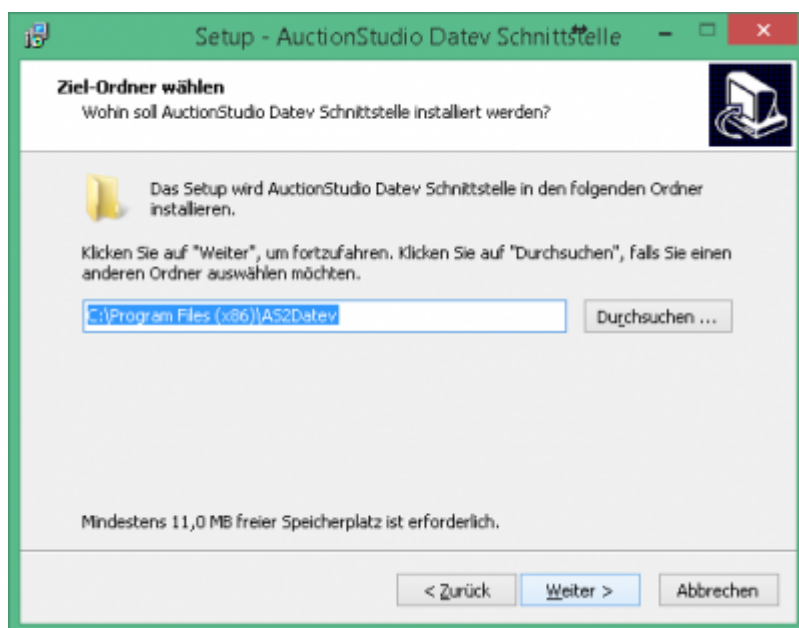 Setup - AuctionStudio Datev Schnittstelle
Ziel-Ordner wählen
Wohin soll AuctionStudio Datev Schnittstelle installiert werden?
Das Setup wird AuctionStudio Datev Schnittstelle in den folgenden Ordner
installieren.
Klicken Sie auf "Weiter", um fortzufahren. Klicken Sie auf "Durchsuchen", falls Sie einen
anderen Ordner auswählen möchten.
C:\Program Files (x86)\AS2Datev
Durchsuchen ...
Mindestens 11,0 MB freier Speicherplatz ist erforderlich.
< Zurück
Weiter >
Abbrechen